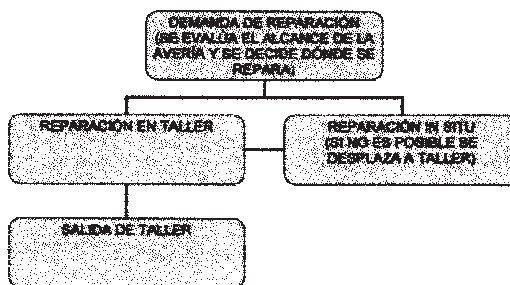 DEMANDA DE REPARACIÓN
(SE EVALUA EL ALCANCE DE LA
AVERÍA Y SE DECIDE DÓNDE SE
REPARA)
REPARACIÓN EN TALLER
REPARACIÓN IN SITU
(SI NO ES POSIBLE SE
DESPLAZA A TALLER)
SALIDA DE TALLER